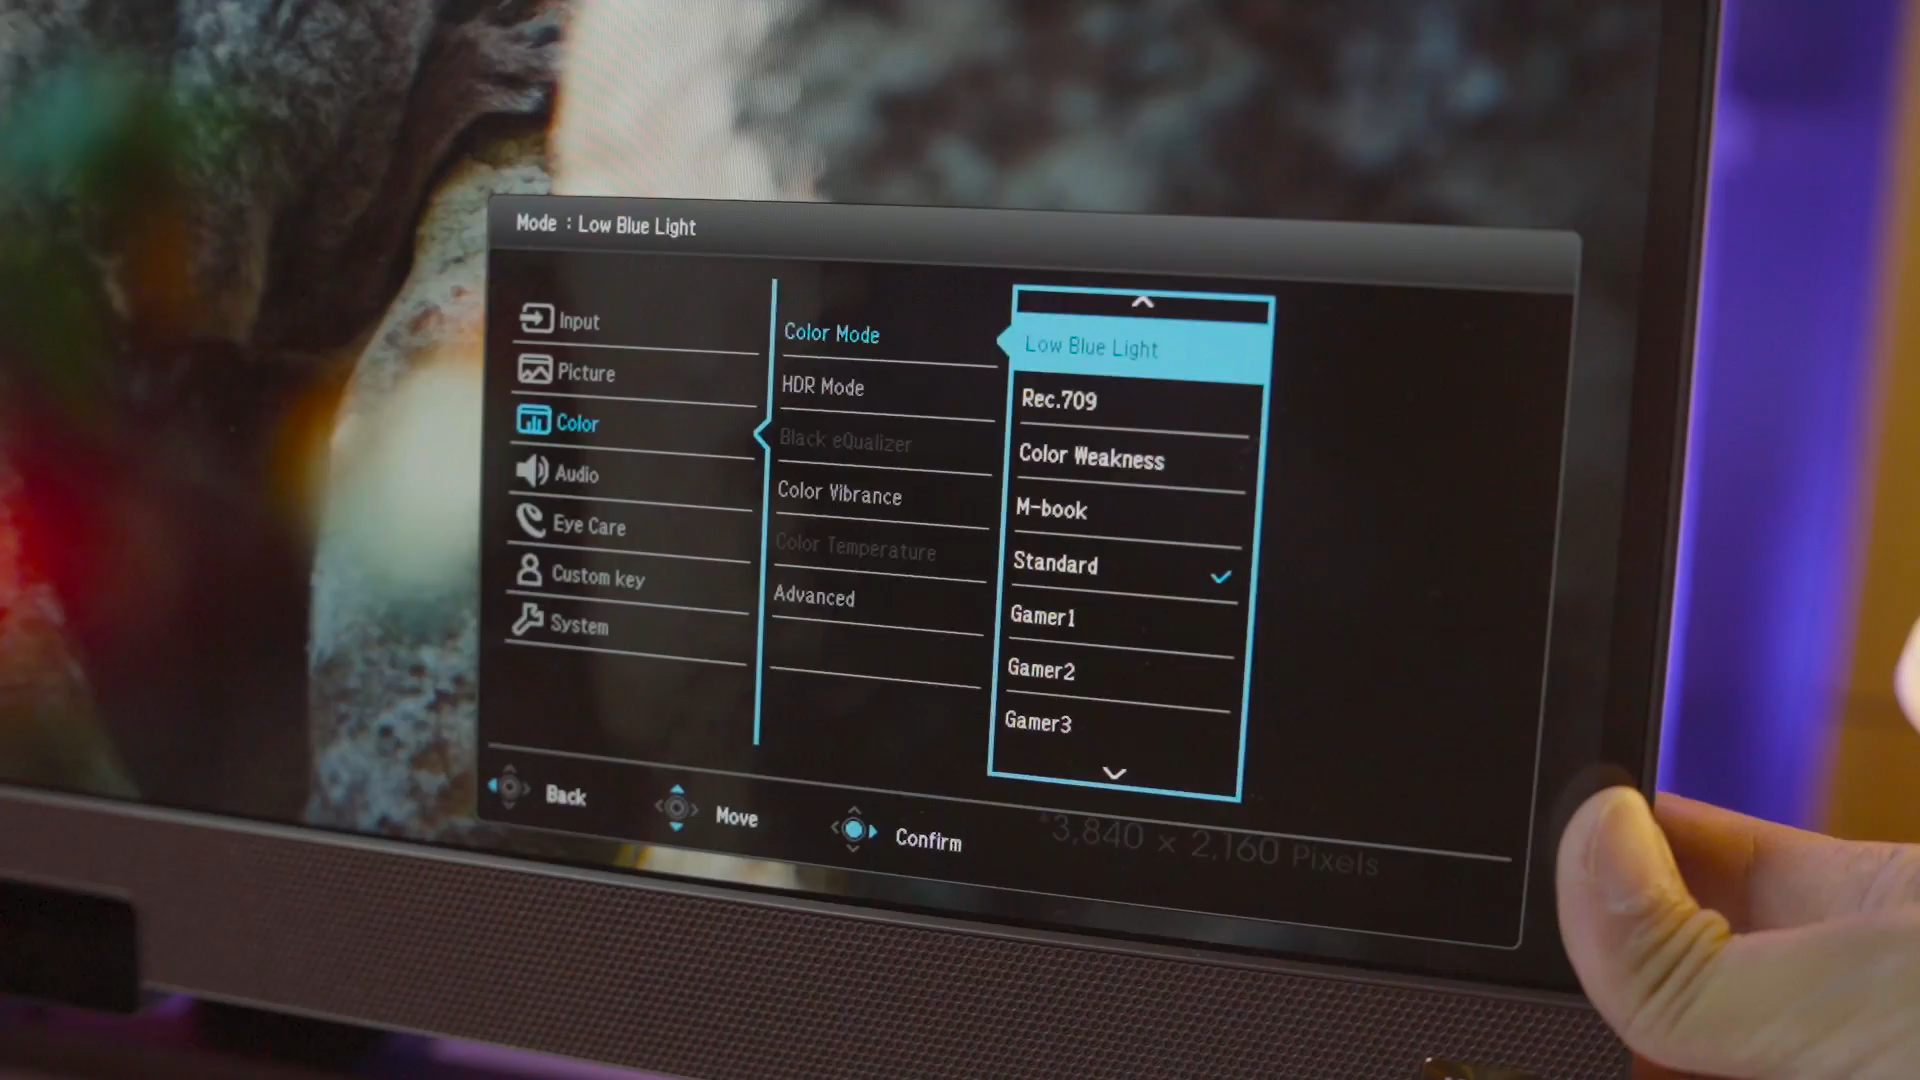 Mode : Low Blue Light
Input
Picture
Color
Audio
Eye Care
Custom key
System
Color Mode
HDR Mode
Black eQualizer
Color Vibrance
Color Temperature
Advanced
Low Blue Light
Rec.709
Color Weakness
M-book
Standard
Gamer1
Gamer2
Gamer3
Back
Move
Confirm
*3,840 × 2,160 Pixels